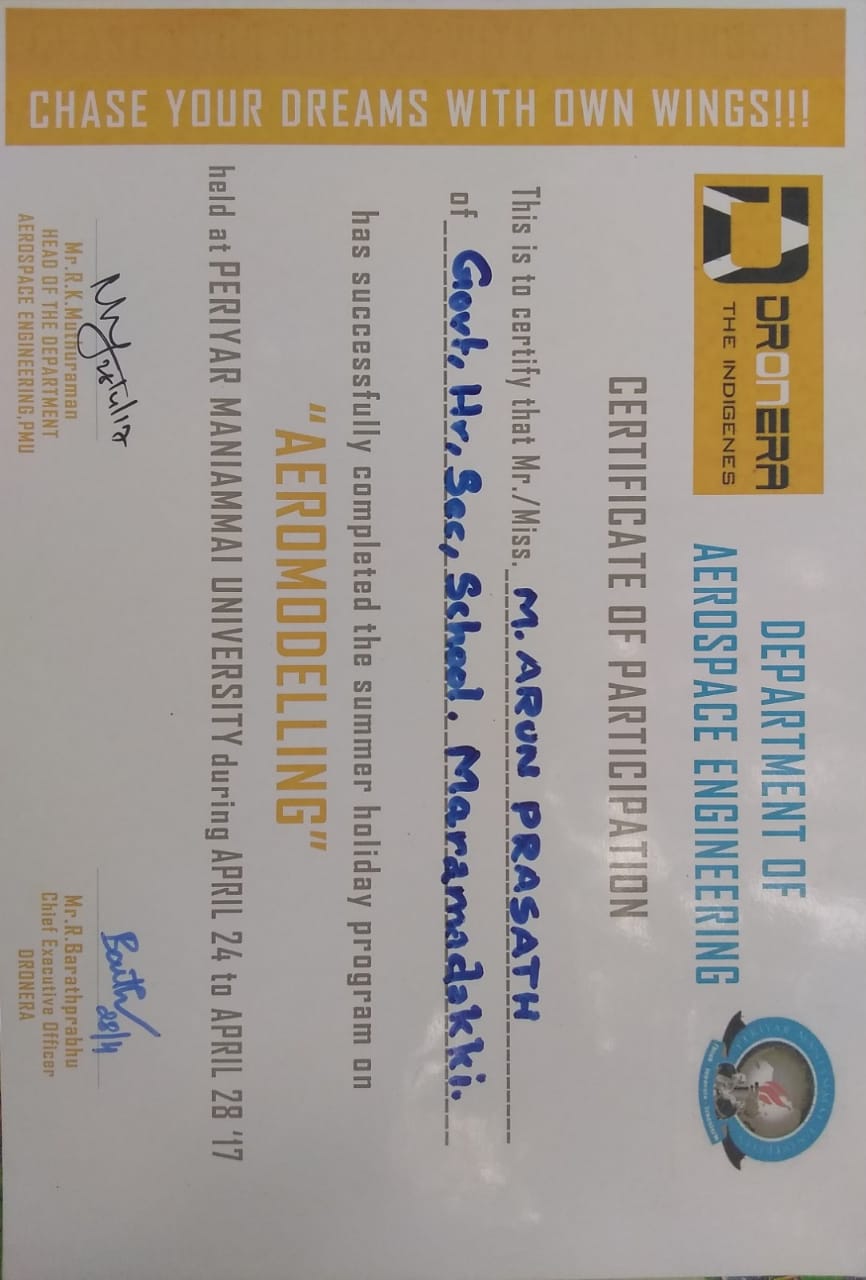 CHASE YOUR DREAMS WITH OWN WINGS!!!
DRONERA
THE INDIGENES
DEPARTMENT OF
AEROSPACE ENGINEERING
CERTIFICATE OF PARTICIPATION
This is to certify that Mr./Miss. M. ARUN PRASATH
of Govt, Hr, Sec, School. Maramadakki.
has successfully completed the summer holiday program on
“AEROMODELLING”
held at PERIYAR MANIAMMAI UNIVERSITY during APRIL 24 to APRIL 28 ‘17
28/4/17
28/4
Mr.R.K.Muthuraman
HEAD OF THE DEPARTMENT
AEROSPACE ENGINEERING,PMU
Mr.R.Barathprabhu
Chief Executive Officer
DRONERA